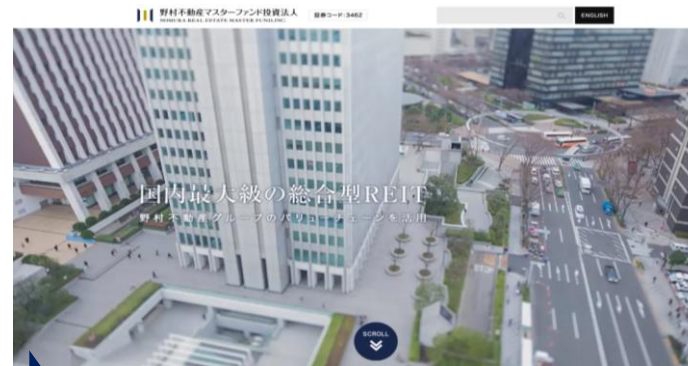 野村不動産マスターファンド投資法人
NOMURA REAL ESTATE MASTER FUND,INC.
証券コード:3462
ENGLISH
国内最大級の総合型REIT
野村不動産グループのバリューチェーンを活用
SCROLL